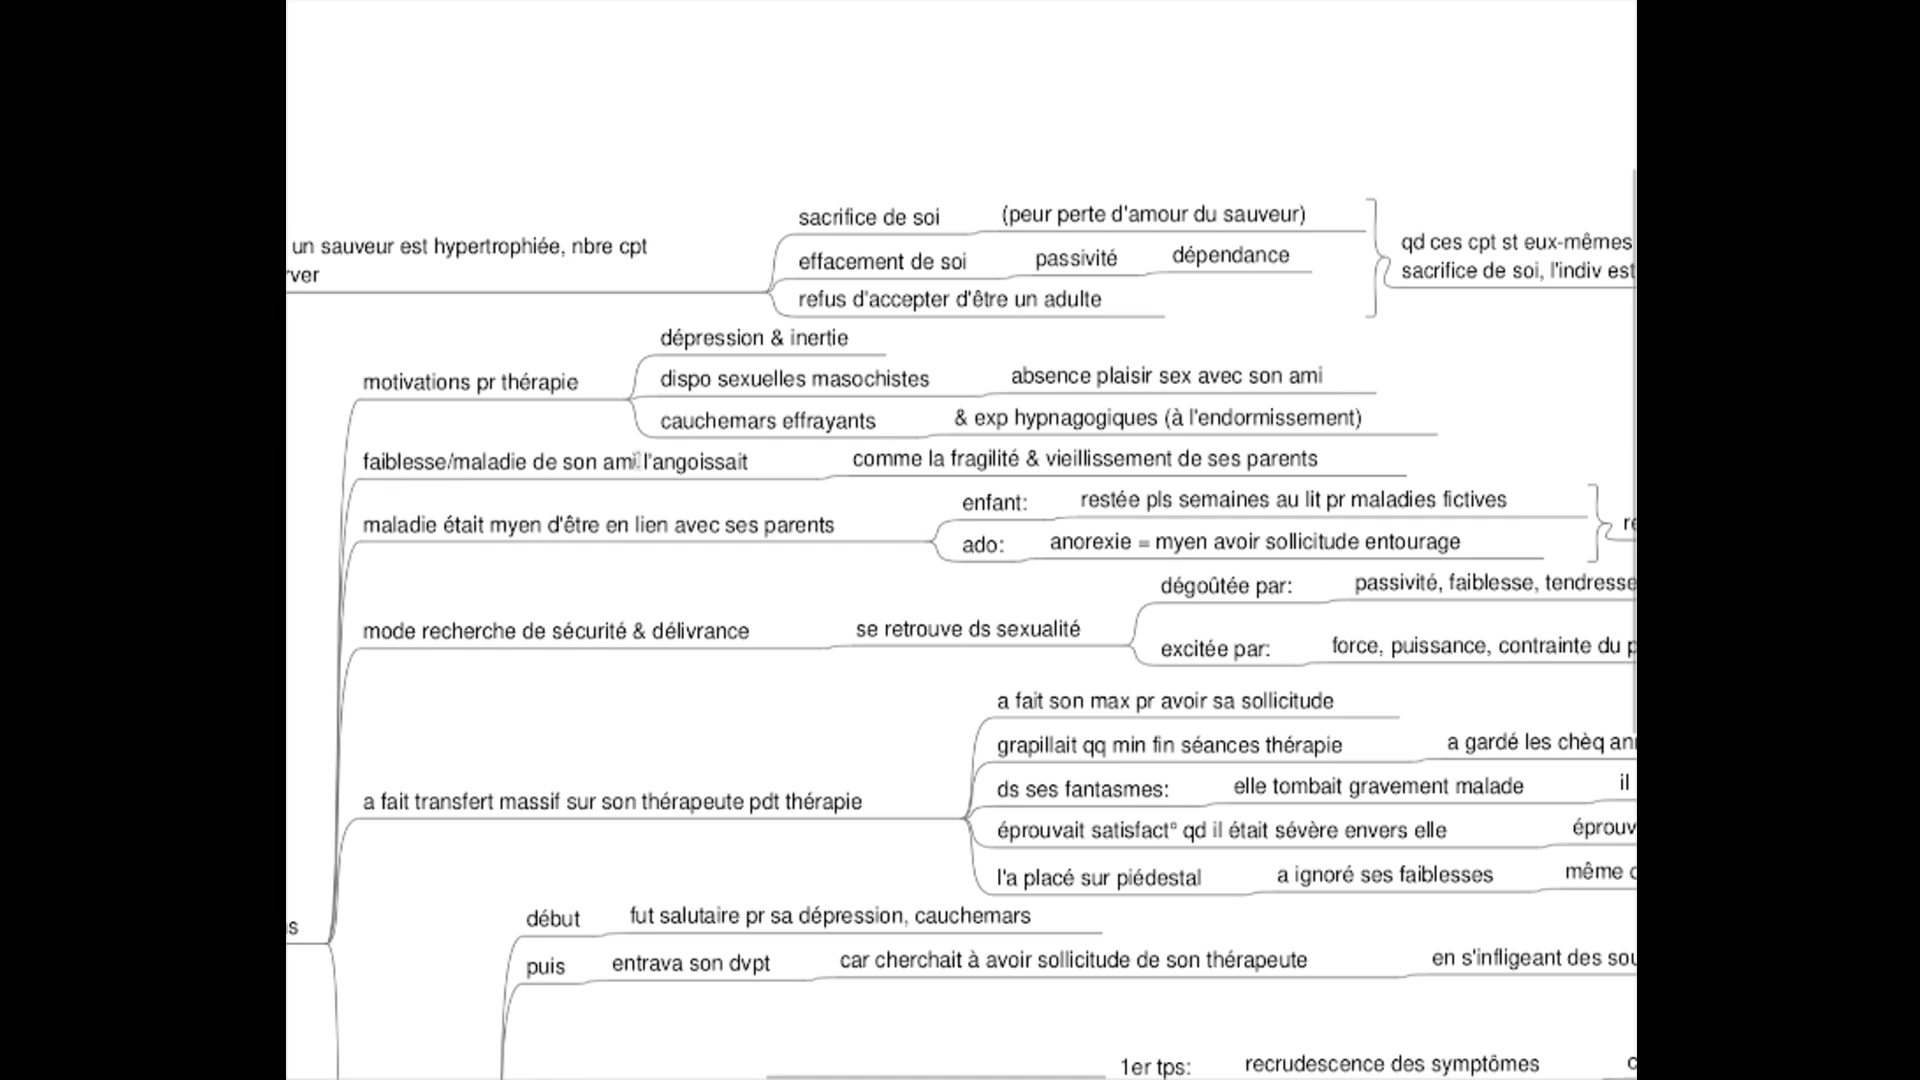 un sauveur est hypertrophiée, nbre cpt
rver
sacrifice de soi (peur perte d'amour du sauveur)
effacement de soi passivité dépendance
refus d'accepter d'être un adulte
qd ces cpt st eux-mêmes
sacrifice de soi, l'indiv est
motivations pr thérapie
dépression & inertie
dispo sexuelles masochistes absence plaisir sex avec son ami
cauchemars effrayants & exp hypnagogiques (à l'endormissement)
faiblesse/maladie de son ami l'angoissait comme la fragilité & vieillissement de ses parents
maladie était myen d'être en lien avec ses parents
enfant: restée pls semaines au lit pr maladies fictives
ado: anorexie = myen avoir sollicitude entourage
mode recherche de sécurité & délivrance se retrouve ds sexualité
dégoûtée par: passivité, faiblesse, tendresse
excitée par: force, puissance, contrainte du
a fait transfert massif sur son thérapeute pdt thérapie
a fait son max pr avoir sa sollicitude
grapillait qq min fin séances thérapie a gardé les chèq
ds ses fantasmes: elle tombait gravement malade il
éprouvait satisfact° qd il était sévère envers elle éprouv
l'a placé sur piédestal a ignoré ses faiblesses même
s
début fut salutaire pr sa dépression, cauchemars
puis entrava son dvpt car cherchait à avoir sollicitude de son thérapeute en s'infligeant des
1er tps: recrudescence des symptômes